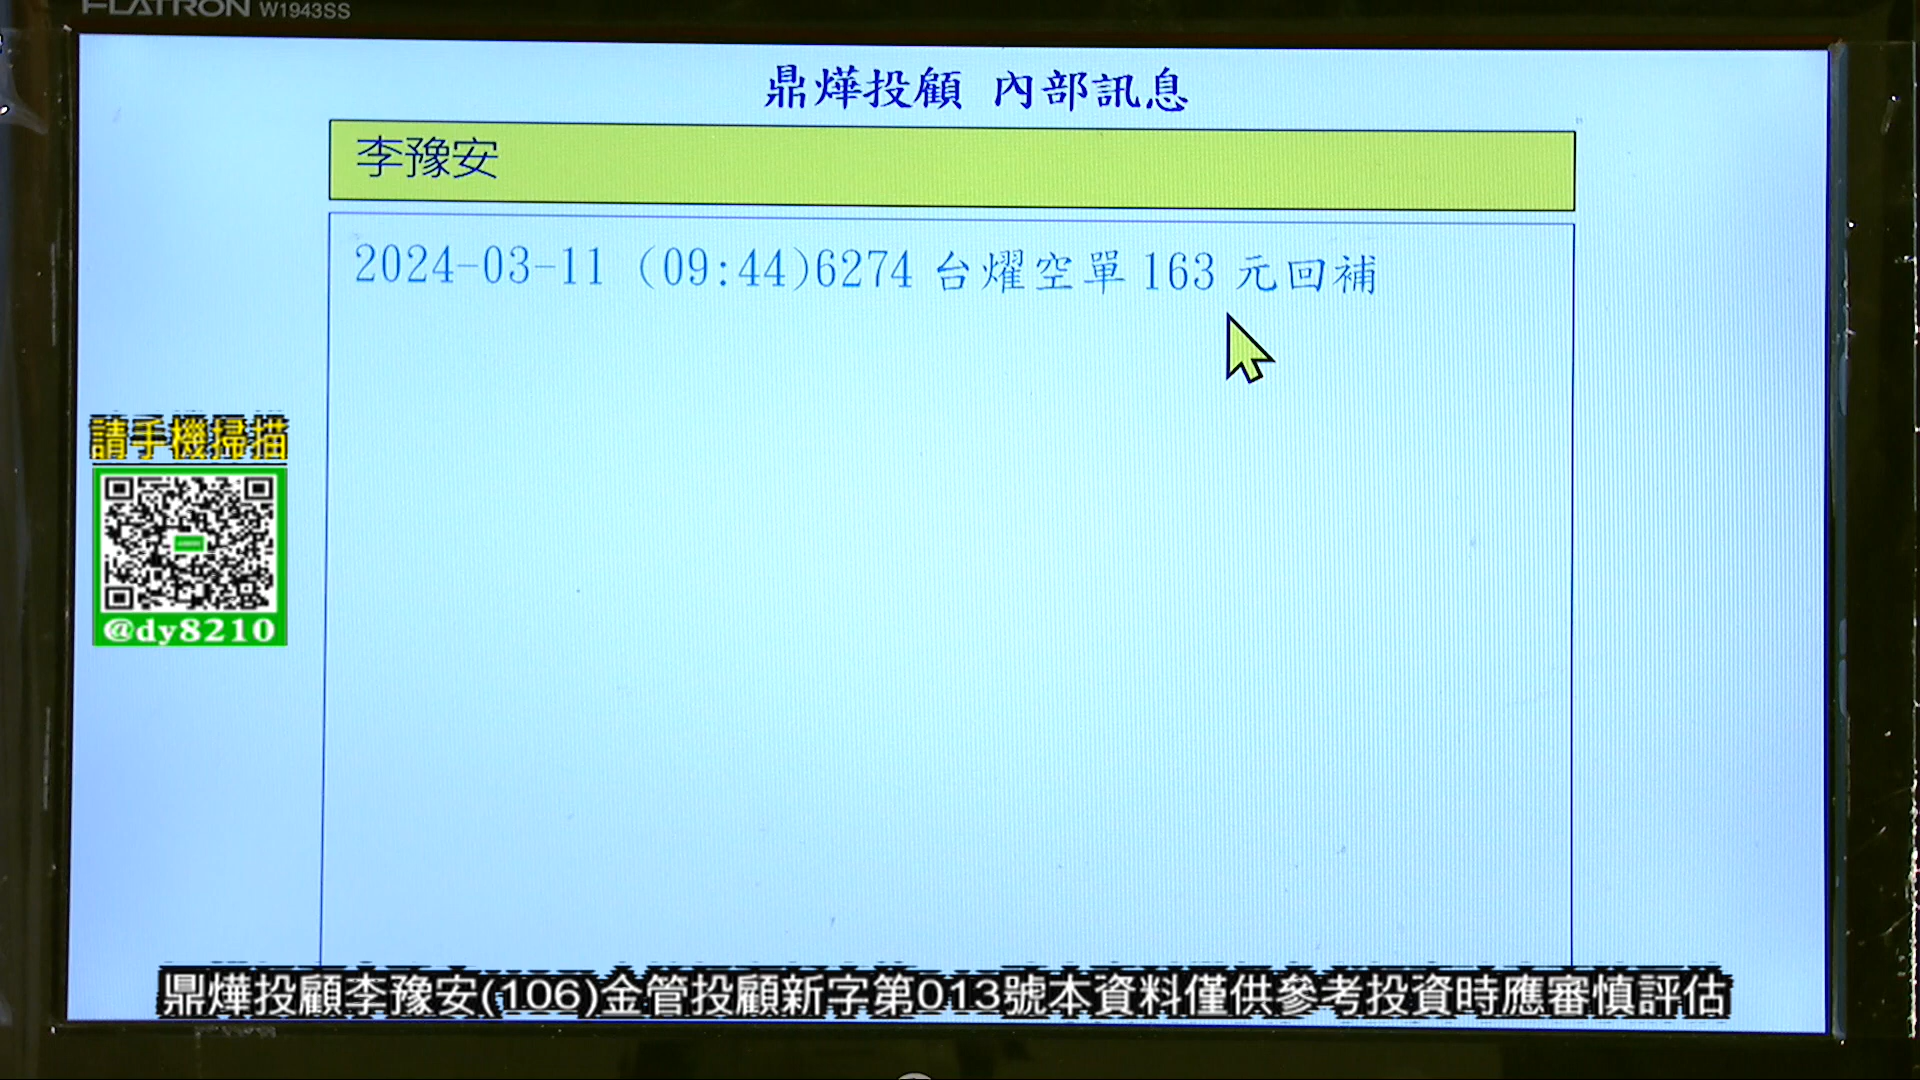 FLATRON W1943SS
鼎燁投顧 內部訊息
李豫安
2024-03-11 (09:44)6274 台燿空單 163 元回補
請手機掃描
@dy8210
鼎燁投顧李豫安(106)金管投顧新字第013號本資料僅供參考投資時應審慎評估